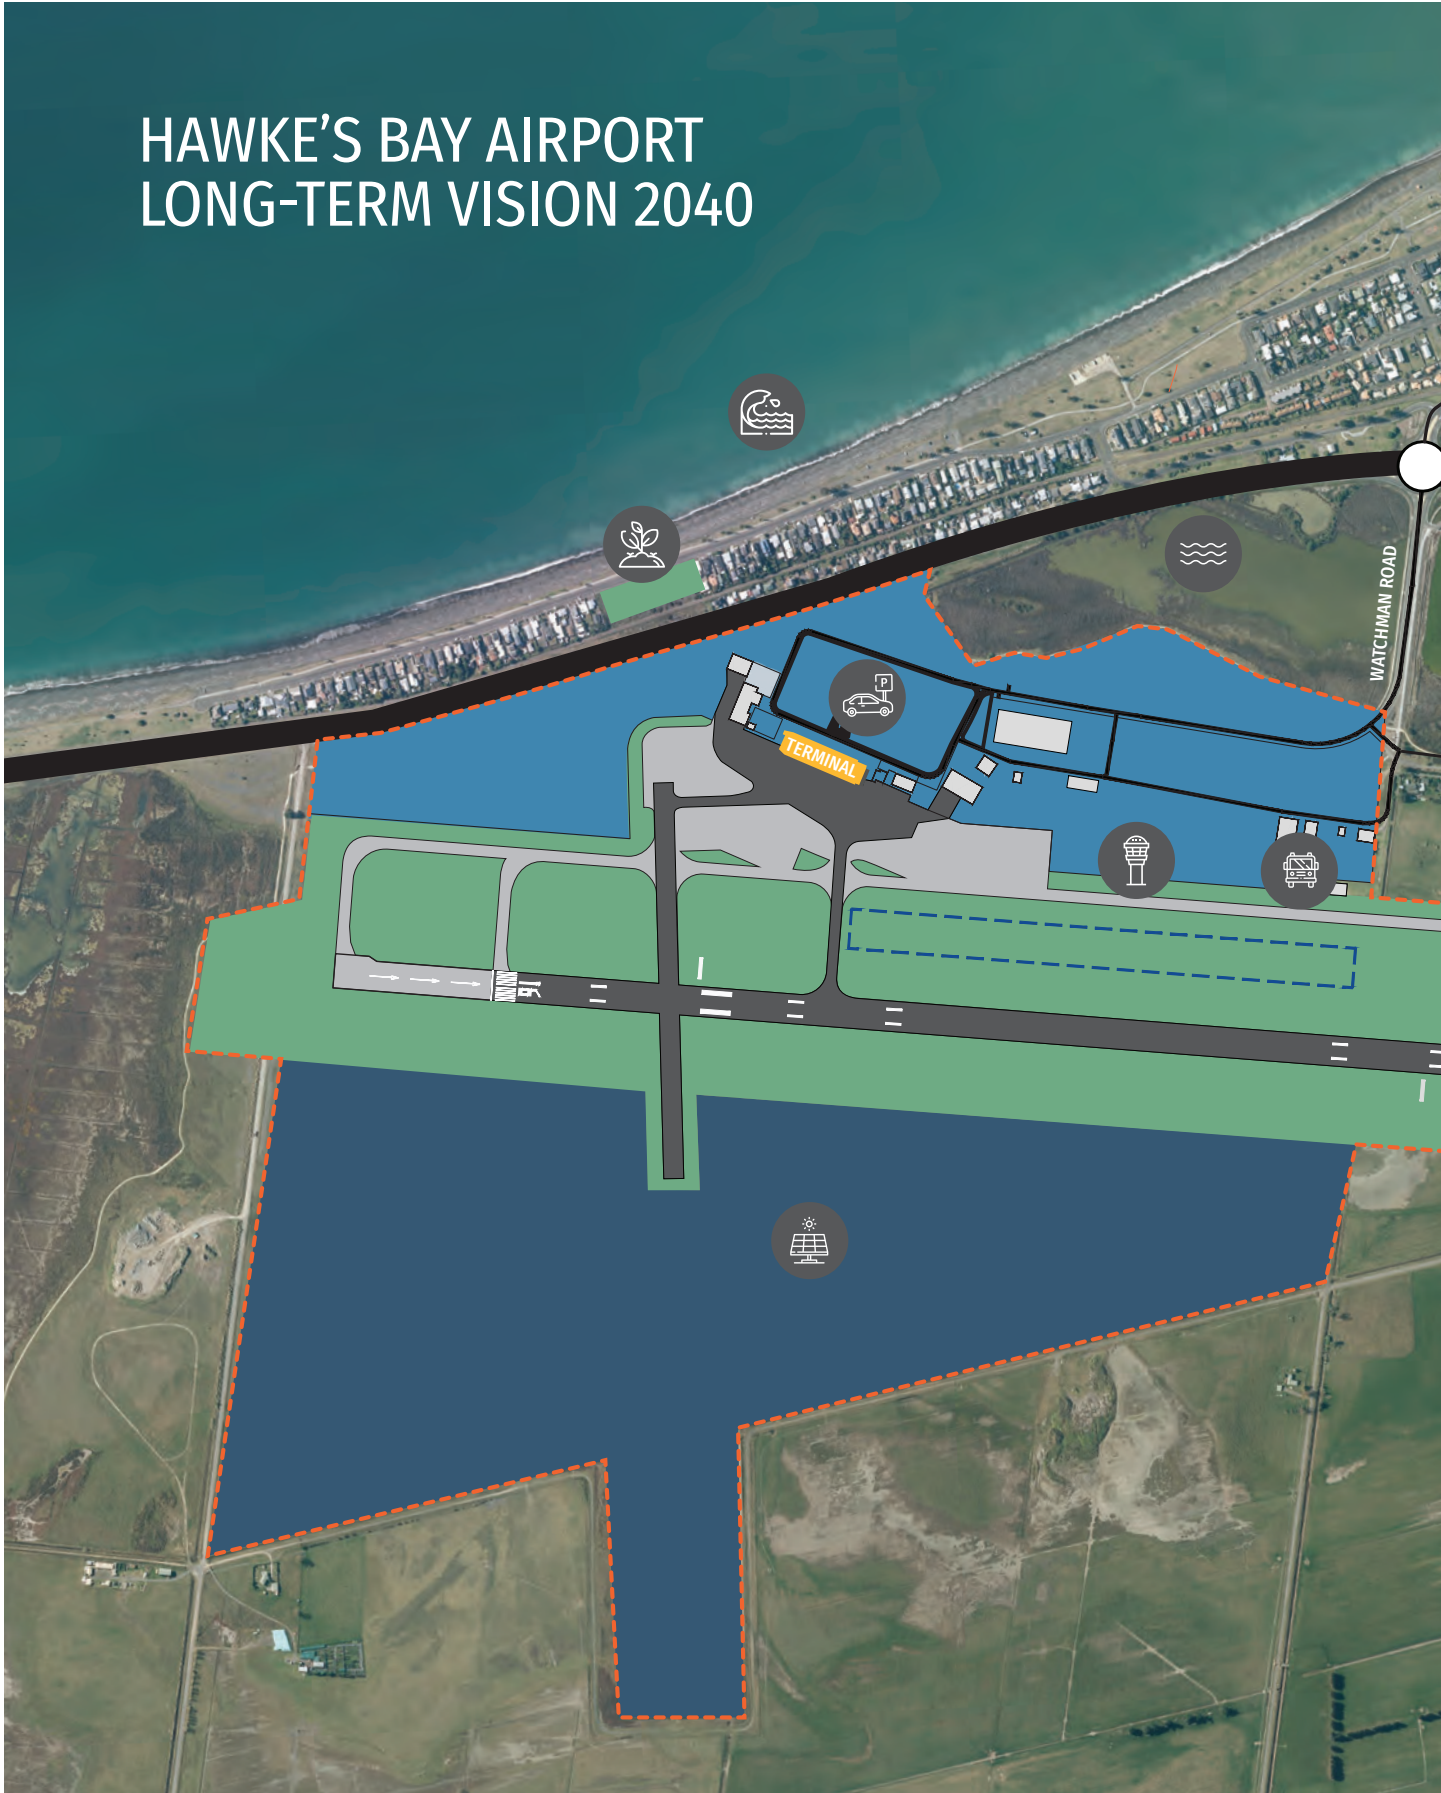 HAWKE’S BAY AIRPORT
LONG-TERM VISION 2040
WATCHMAN ROAD
P
TERMINAL